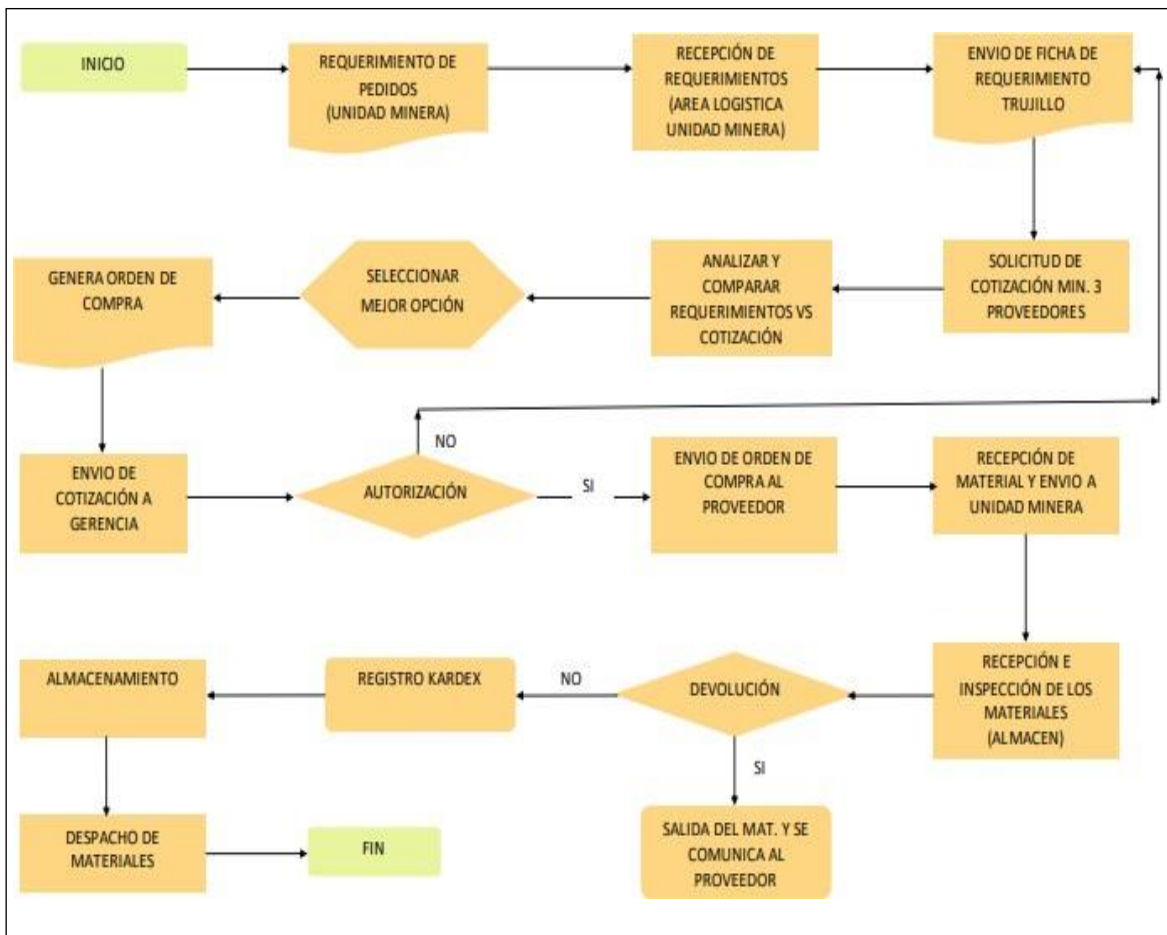 INICIO
REQUERIMIENTO DE
PEDIDOS
(UNIDAD MINERA)
RECEPCIÓN DE
REQUERIMIENTOS
(AREA LOGISTICA
UNIDAD MINERA)
ENVIO DE FICHA DE
REQUERIMIENTO
TRUJILLO
GENERA ORDEN DE
COMPRA
SELECCIONAR
MEJOR OPCIÓN
ANALIZAR Y
COMPARAR
REQUERIMIENTOS VS
COTIZACIÓN
SOLICITUD DE
COTIZACIÓN MIN. 3
PROVEEDORES
ENVIO DE
COTIZACIÓN A
GERENCIA
AUTORIZACIÓN
NO
SI
ENVIO DE ORDEN DE
COMPRA AL
PROVEEDOR
RECEPCIÓN DE
MATERIAL Y ENVIO A
UNIDAD MINERA
ALMACENAMIENTO
REGISTRO KARDEX
NO
DEVOLUCIÓN
SI
RECEPCIÓN E
INSPECCIÓN DE LOS
MATERIALES
(ALMACEN)
DESPACHO DE
MATERIALES
FIN
SALIDA DEL MAT. Y SE
COMUNICA AL
PROVEEDOR